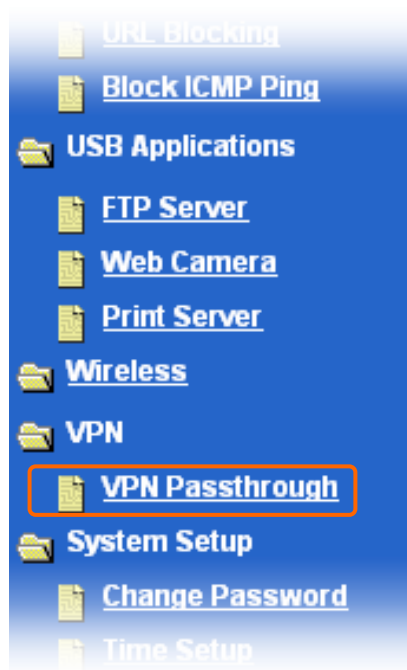 URL Blocking
Block ICMP Ping
USB Applications
FTP Server
Web Camera
Print Server
Wireless
VPN
VPN Passthrough
System Setup
Change Password
Time Setup